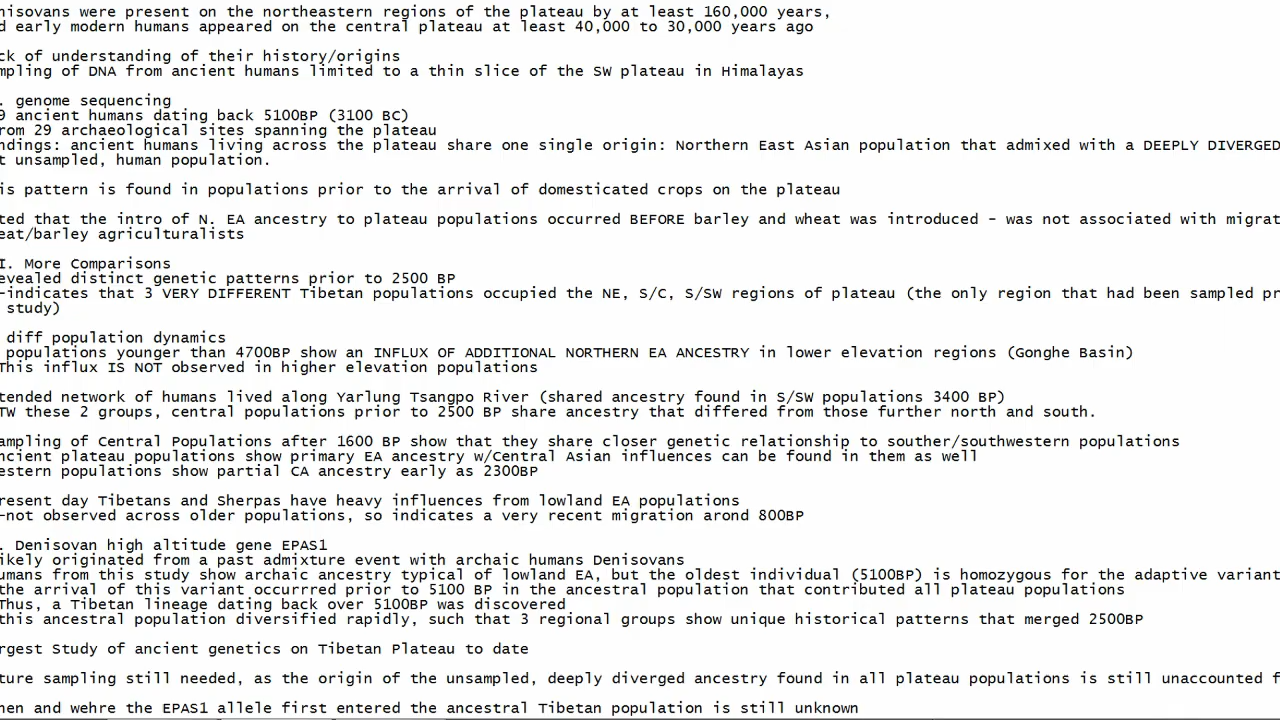 nisovans were present on the northeastern regions of the plateau by at least 160,000 years,
d early modern humans appeared on the central plateau at least 40,000 to 30,000 years ago
ck of understanding of their history/origins
mpling of DNA from ancient humans limited to a thin slice of the SW plateau in Himalayas
. genome sequencing
9 ancient humans dating back 5100BP (3100 BC)
rom 29 archaeological sites spanning the plateau
ndings: ancient humans living across the plateau share one single origin: Northern East Asian population that admixed with a DEEPLY DIVERGED
t unsampled, human population.
is pattern is found in populations prior to the arrival of domesticated crops on the plateau
ted that the intro of N. EA ancestry to plateau populations occurred BEFORE barley and wheat was introduced - was not associated with migrat
eat/barley agriculturalists
I. More Comparisons
evealed distinct genetic patterns prior to 2500 BP
-indicates that 3 VERY DIFFERENT Tibetan populations occupied the NE, S/C, S/SW regions of plateau (the only region that had been sampled pr
study)
diff population dynamics
populations younger than 4700BP show an INFLUX OF ADDITIONAL NORTHERN EA ANCESTRY in lower elevation regions (Gonghe Basin)
This influx IS NOT observed in higher elevation populations
tended network of humans lived along Yarlung Tsangpo River (shared ancestry found in S/SW populations 3400 BP)
TW these 2 groups, central populations prior to 2500 BP share ancestry that differed from those further north and south.
ampling of Central Populations after 1600 BP show that they share closer genetic relationship to souther/southwestern populations
ncient plateau populations show primary EA ancestry w/Central Asian influences can be found in them as well
estern populations show partial CA ancestry early as 2300BP
resent day Tibetans and Sherpas have heavy influences from lowland EA populations
-not observed across older populations, so indicates a very recent migration arond 800BP
. Denisovan high altitude gene EPAS1
ikely originated from a past admixture event with archaic humans Denisovans
umans from this study show archaic ancestry typical of lowland EA, but the oldest individual (5100BP) is homozygous for the adaptive variant
the arrival of this variant occurrred prior to 5100 BP in the ancestral population that contributed all plateau populations
Thus, a Tibetan lineage dating back over 5100BP was discovered
this ancestral population diversified rapidly, such that 3 regional groups show unique historical patterns that merged 2500BP
rgest Study of ancient genetics on Tibetan Plateau to date
ture sampling still needed, as the origin of the unsampled, deeply diverged ancestry found in all plateau populations is still unaccounted f
hen and wehre the EPAS1 allele first entered the ancestral Tibetan population is still unknown